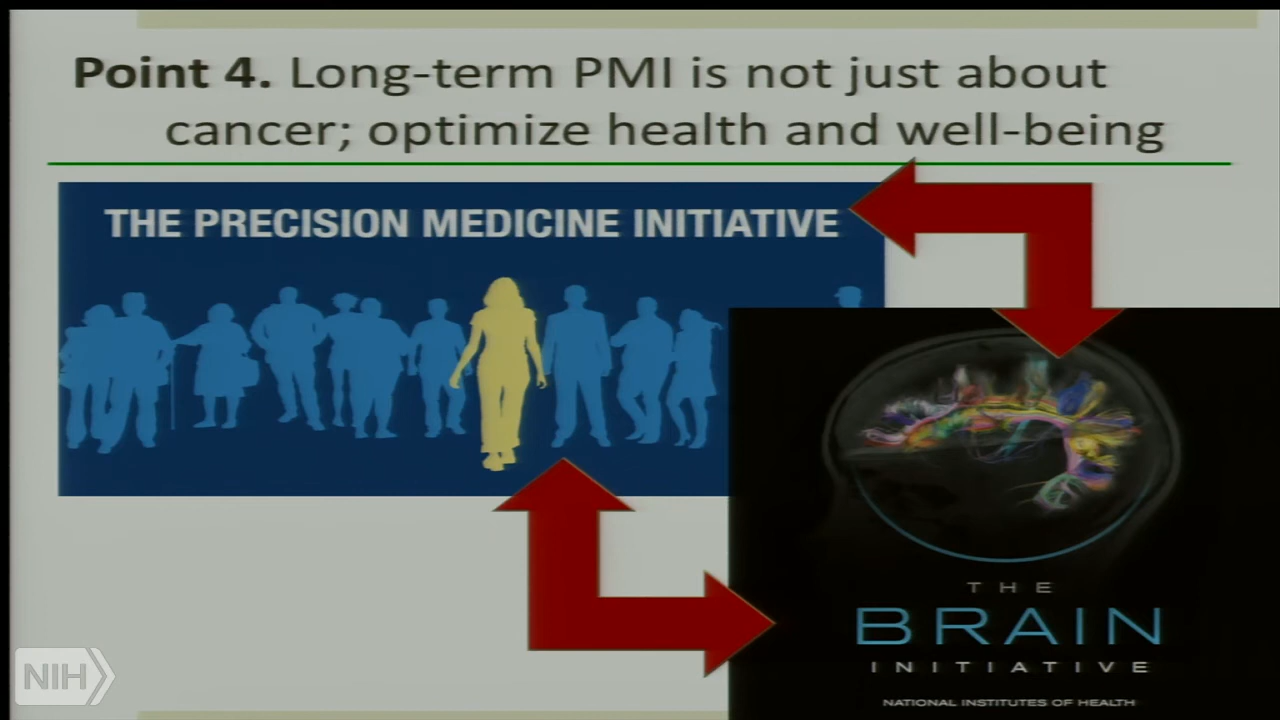 Point 4. Long-term PMI is not just about
cancer; optimize health and well-being
THE PRECISION MEDICINE INITIATIVE
THE
BRAIN
INITIATIVE
NATIONAL INSTITUTES OF HEALTH
NIH